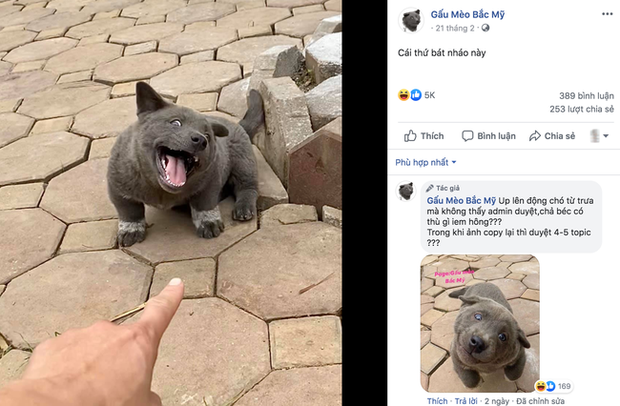 Gấu Mèo Bắc Mỹ
21 tháng 2
Cái thứ bát nháo này
5K
389 bình luận
253 lượt chia sẻ
Thích
Bình luận
Chia sẻ
Phù hợp nhất
Tác giả
Gấu Mèo Bắc Mỹ Up lên động chó từ trưa
mà không thấy admin duyệt,chả béc có
thù gì iem hông???
Trong khi ảnh copy lại thì duyệt 4-5 topic
???
Page:Gấu Mèo
Bắc Mỹ
169
Thích · Trả lời · 2 ngày · Đã chỉnh sửa